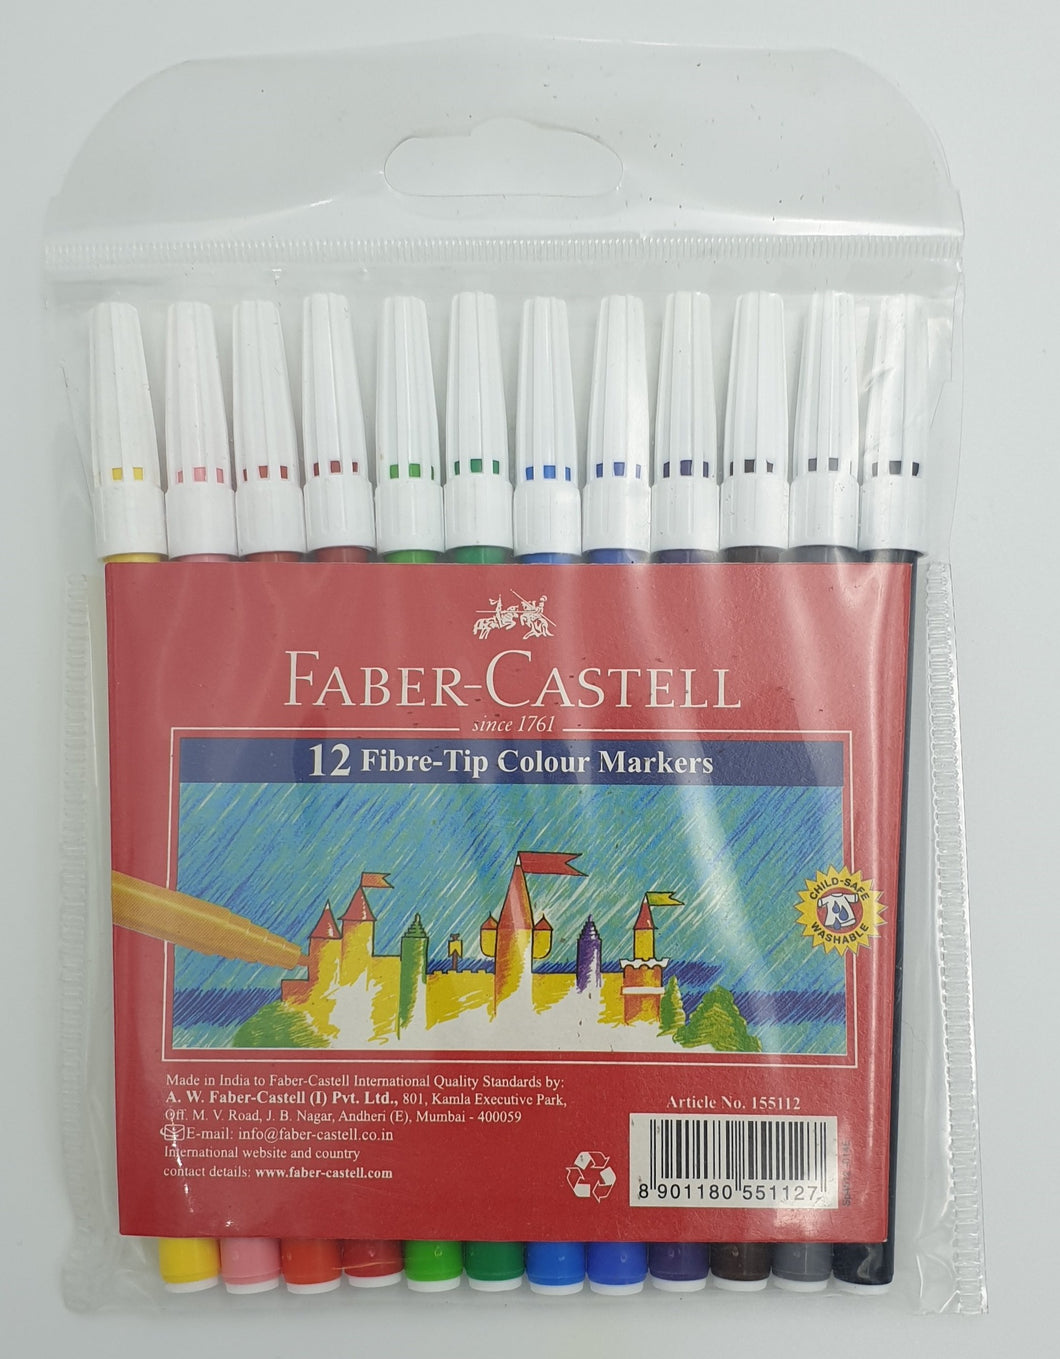 FABER-CASTELL
since 1761
12 Fibre-Tip Colour Markers
CHILD-SAFE
WASHABLE
Made in India to Faber-Castell International Quality Standards by:
A. W. Faber-Castell (I) Pvt. Ltd., 801, Kamla Executive Park,
Off. M. V. Road, J. B. Nagar, Andheri (E), Mumbai - 400059
E-mail: info@faber-castell.co.in
International website and country
contact details: www.faber-castell.com
Article No. 155112
8 901180 551127